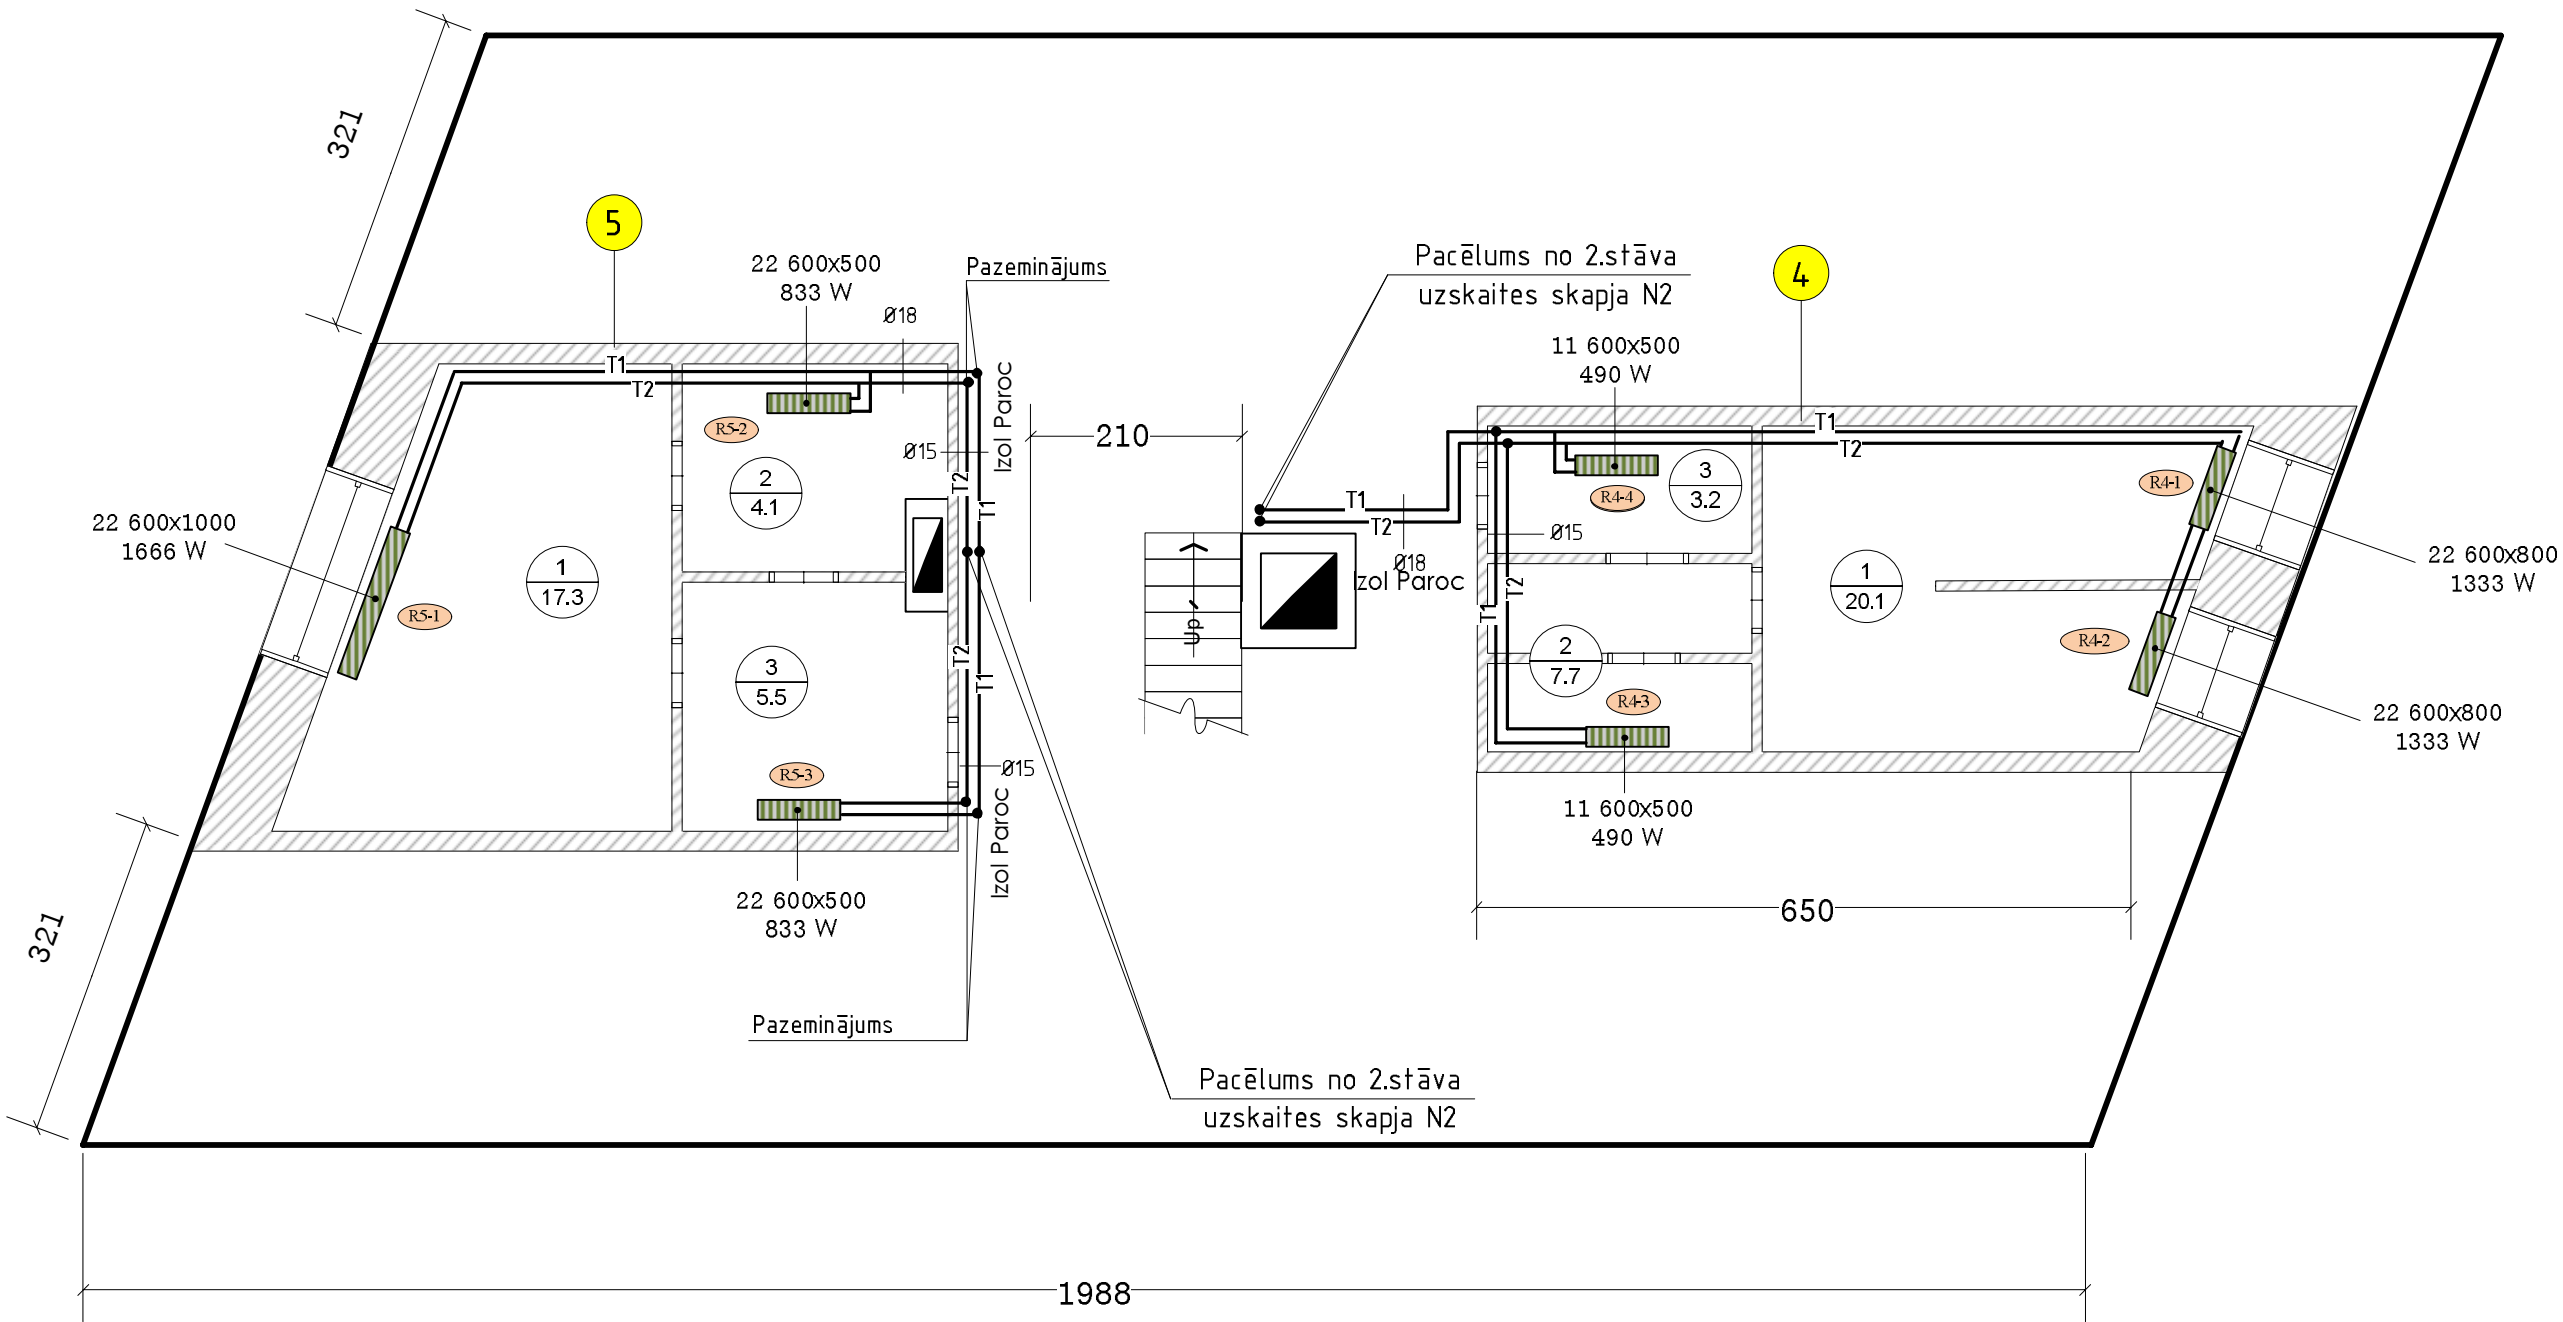 321
5
22 600x500
833 W
Ø18
Pazeminājums
Pacēlums no 2.stāva
uzskaites skapja N2
4
11 600x500
490 W
T1
T2
R5-2
Ø15
Izol Paroc
210
T1
T2
R4-4
3
3.2
R4-1
2
4.1
T2
T1
T1
T2
Ø18
Izol Paroc
Ø15
22 600x1000
1666 W
1
17.3
R5-1
Up
T1
T2
1
20.1
22 600x800
1333 W
3
5.5
T2
T1
2
7.7
R4-2
R4-3
22 600x800
1333 W
R5-3
Ø15
Izol Paroc
11 600x500
490 W
22 600x500
833 W
650
321
Pazeminājums
Pacēlums no 2.stāva
uzskaites skapja N2
1988